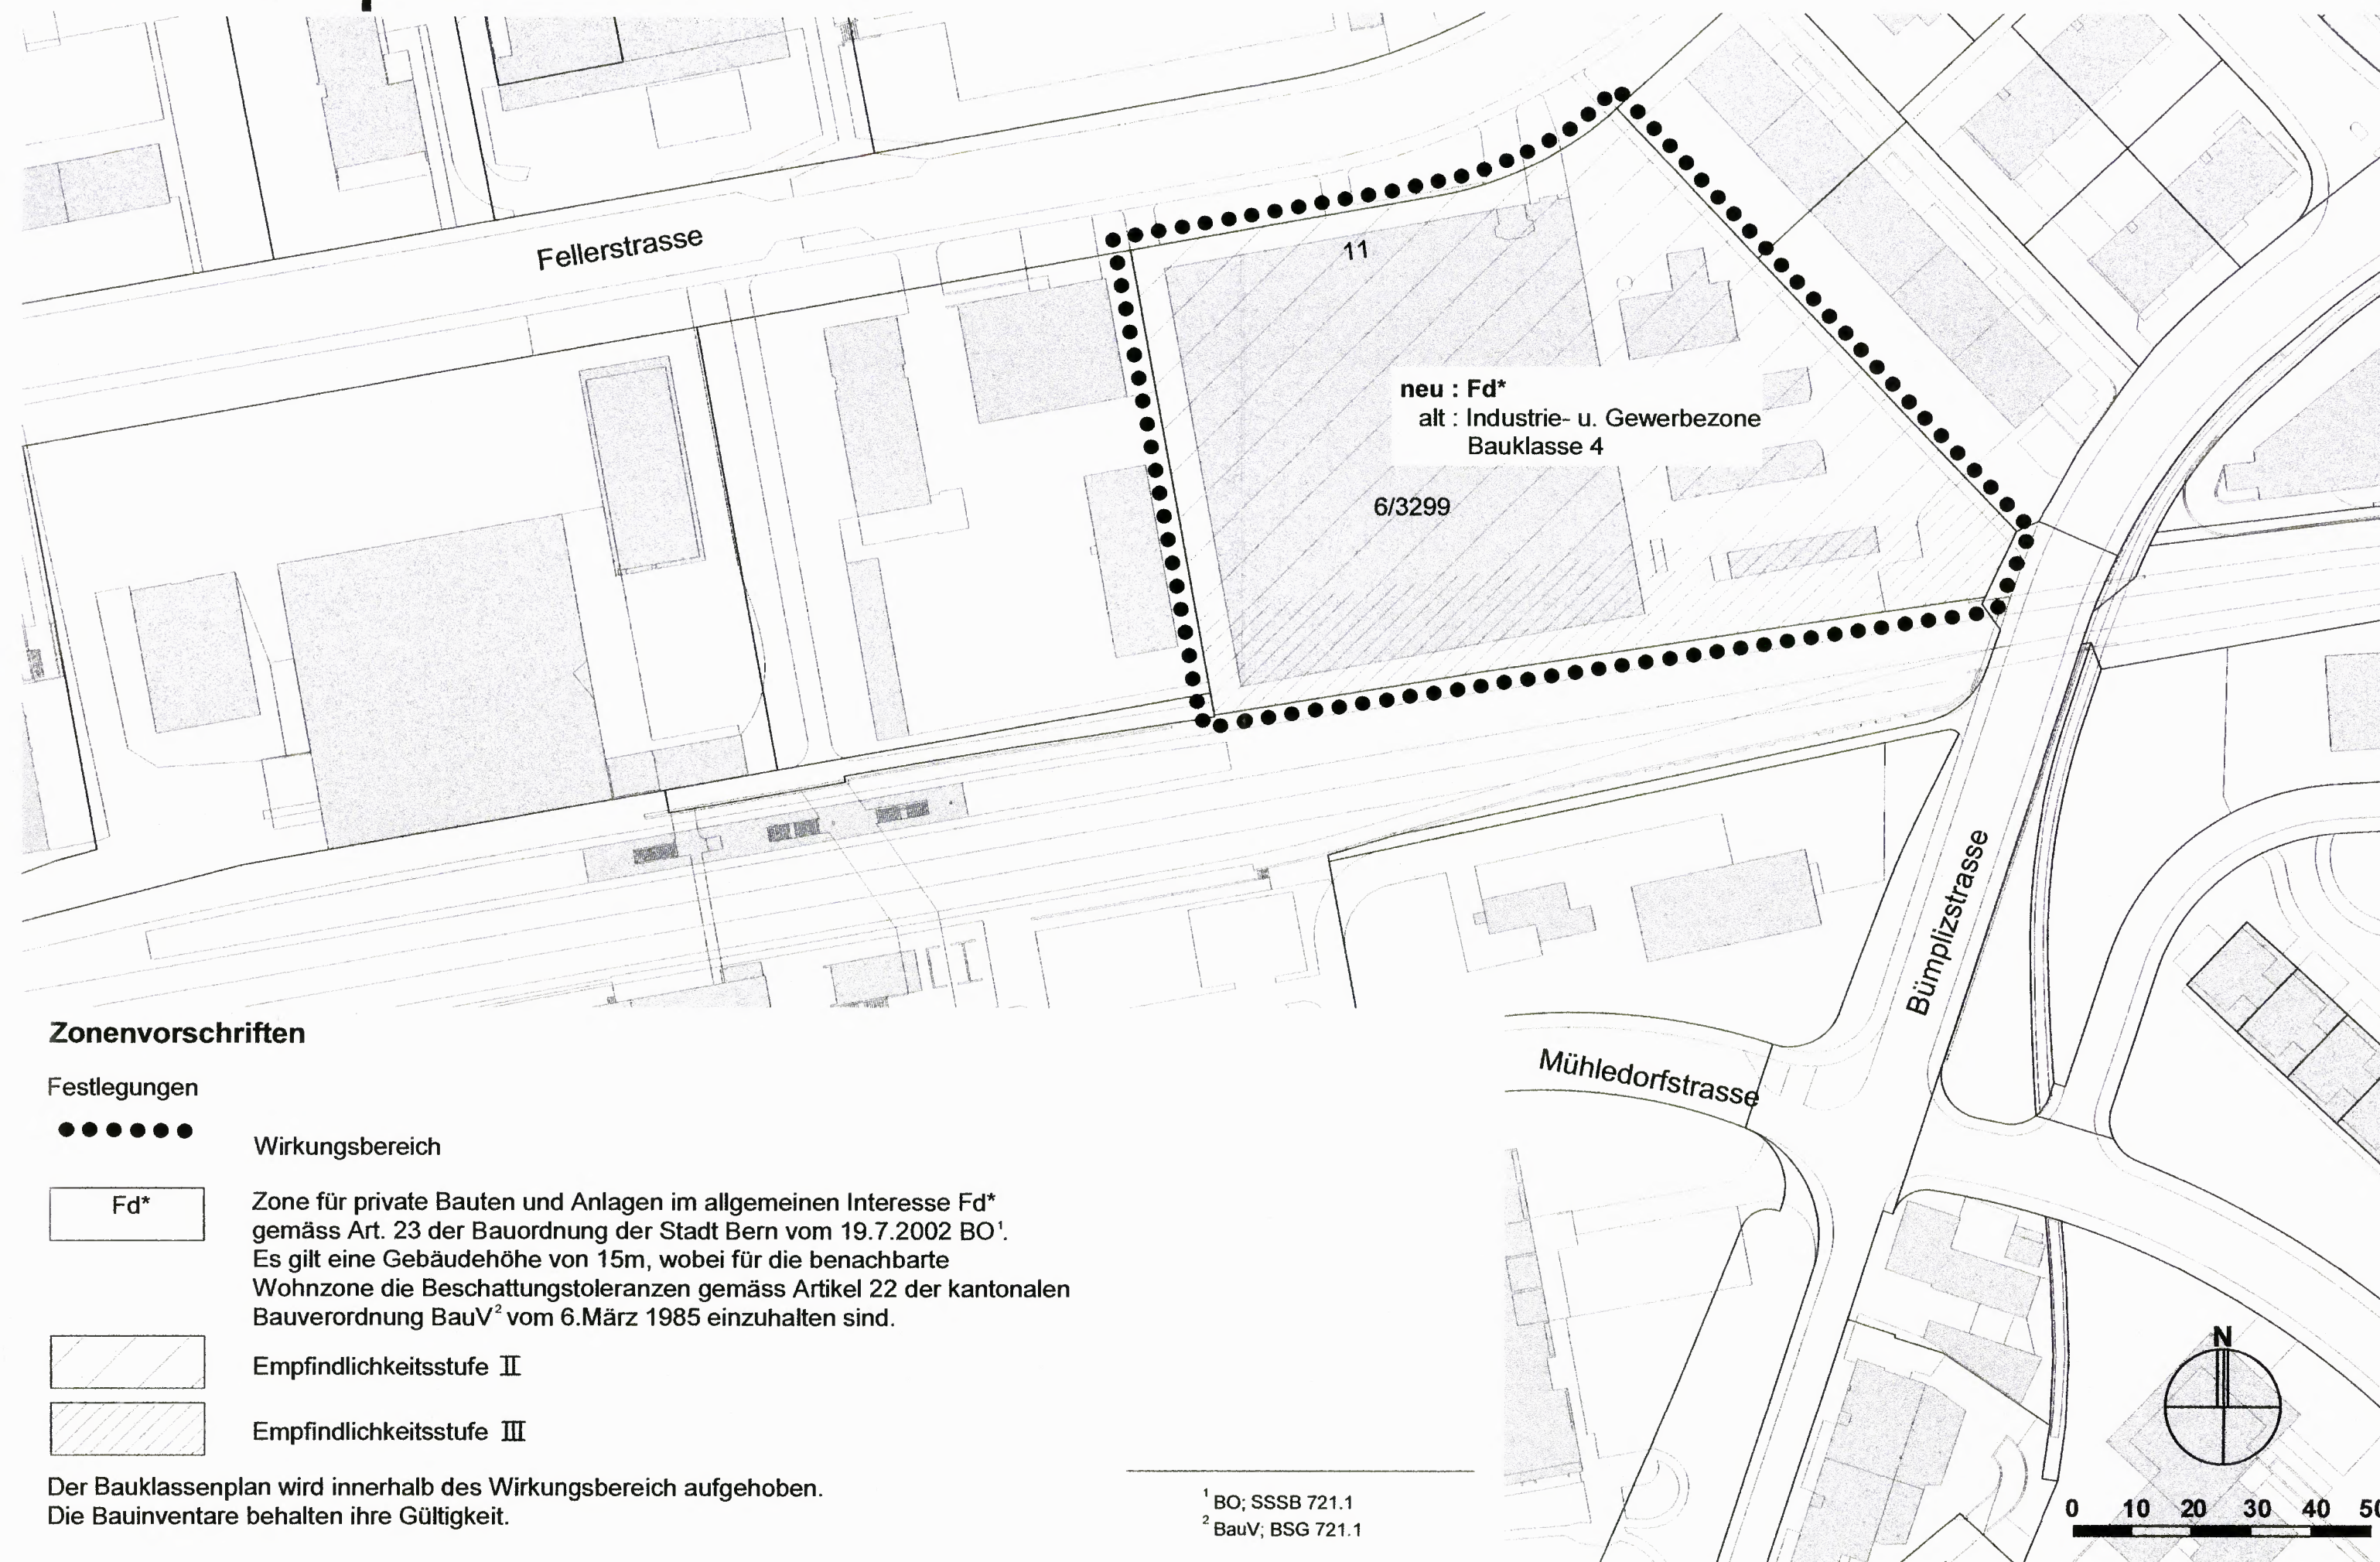 Fellerstrasse
11
neu : Fd*
alt : Industrie- u. Gewerbezone
Bauklasse 4
6/3299
Bümplizstrasse
Mühledorfstrasse
Zonenvorschriften
Festlegungen
Wirkungsbereich
Fd*
Zone für private Bauten und Anlagen im allgemeinen Interesse Fd*
gemäss Art. 23 der Bauordnung der Stadt Bern vom 19.7.2002 BO¹.
Es gilt eine Gebäudehöhe von 15m, wobei für die benachbarte
Wohnzone die Beschattungstoleranzen gemäss Artikel 22 der kantonalen
Bauverordnung BauV² vom 6.März 1985 einzuhalten sind.
Empfindlichkeitsstufe II
Empfindlichkeitsstufe III
Der Bauklassenplan wird innerhalb des Wirkungsbereich aufgehoben.
Die Bauinventare behalten ihre Gültigkeit.
¹ BO; SSSB 721.1
² BauV; BSG 721.1
N
0 10 20 30 40